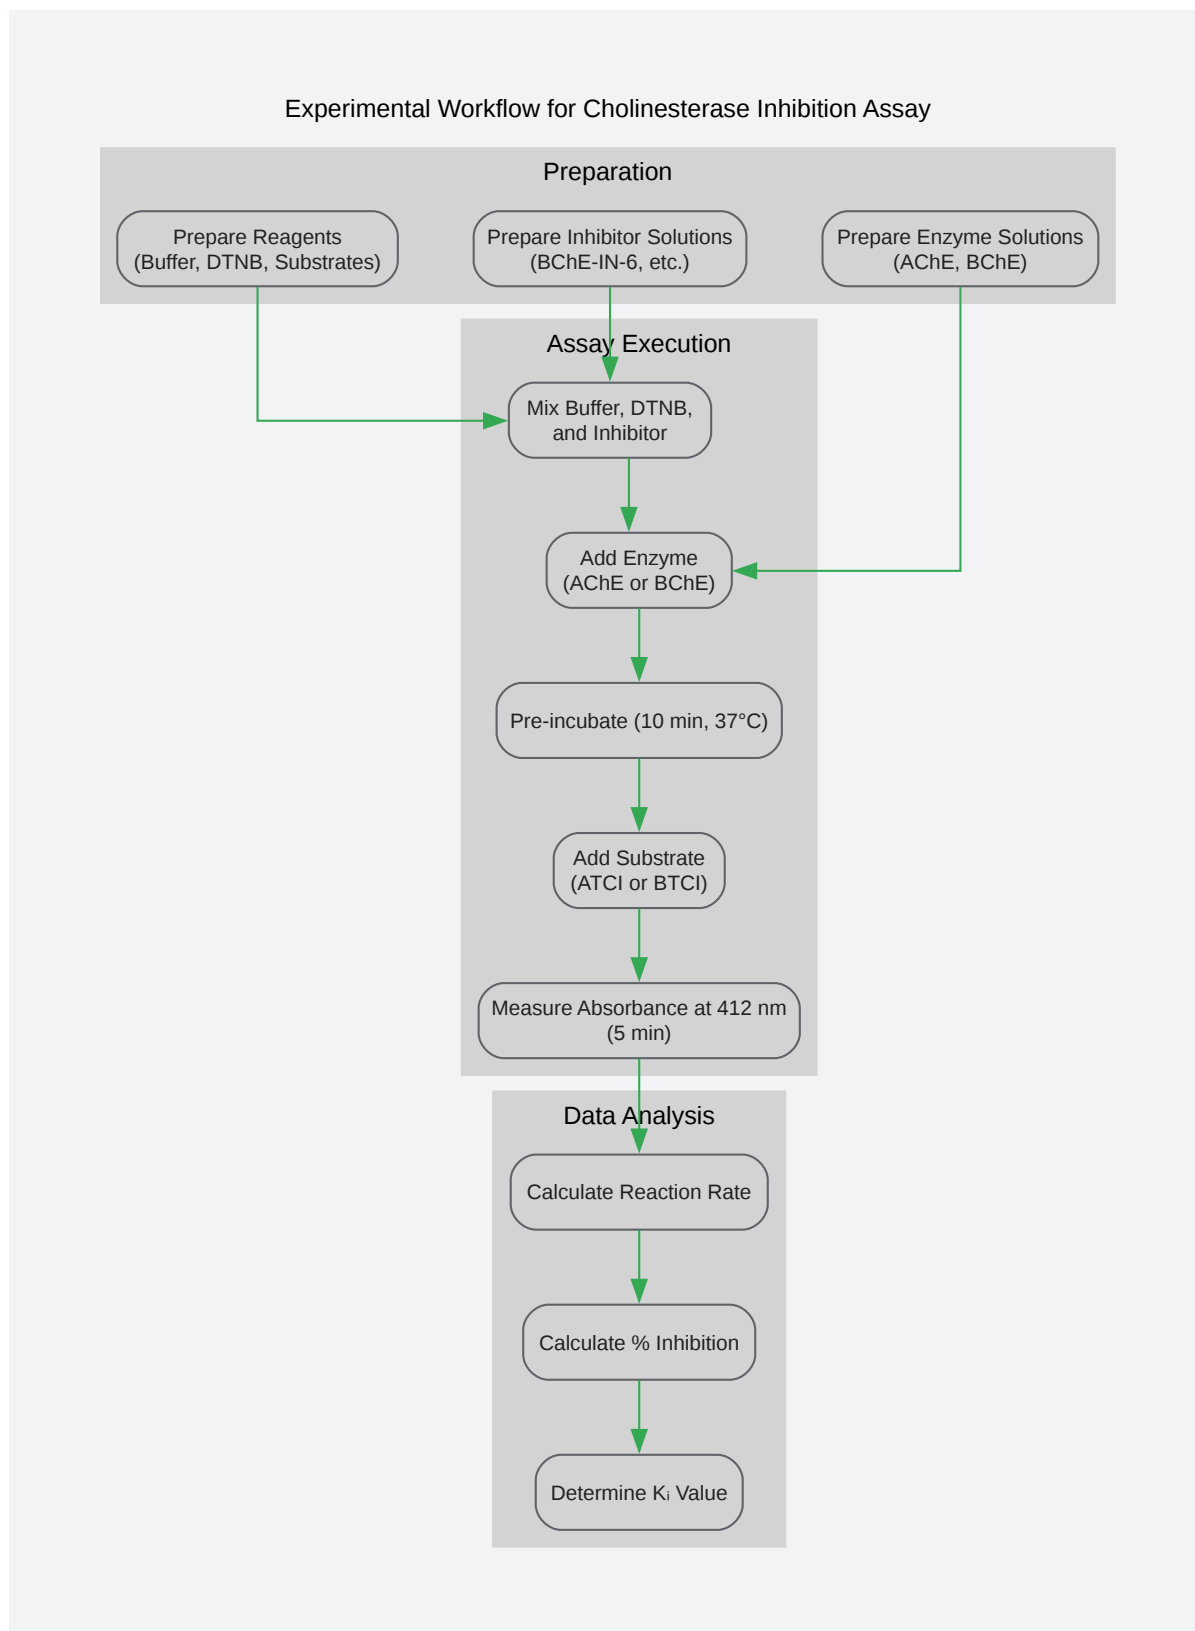 Experimental Workflow for Cholinesterase Inhibition Assay
Preparation
Prepare Reagents
(Buffer, DTNB, Substrates)
Prepare Inhibitor Solutions
(BChE-IN-6, etc.)
Prepare Enzyme Solutions
(AChE, BChE)
Assay Execution
Mix Buffer, DTNB,
and Inhibitor
Add Enzyme
(AChE or BChE)
Pre-incubate (10 min, 37°C)
Add Substrate
(ATCI or BTCI)
Measure Absorbance at 412 nm
(5 min)
Data Analysis
Calculate Reaction Rate
Calculate % Inhibition
Determine Kᵢ Value